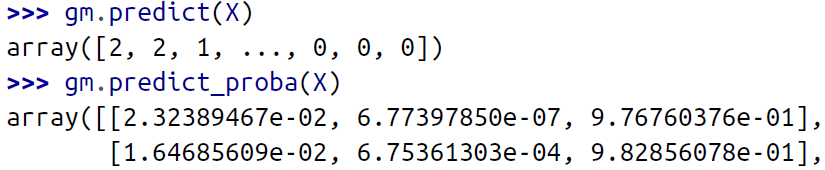 >>> gm.predict(X)
array([2, 2, 1, ..., 0, 0, 0])
>>> gm.predict_proba(X)
array([[2.32389467e-02, 6.77397850e-07, 9.76760376e-01],
[1.64685609e-02, 6.75361303e-04, 9.82856078e-01],